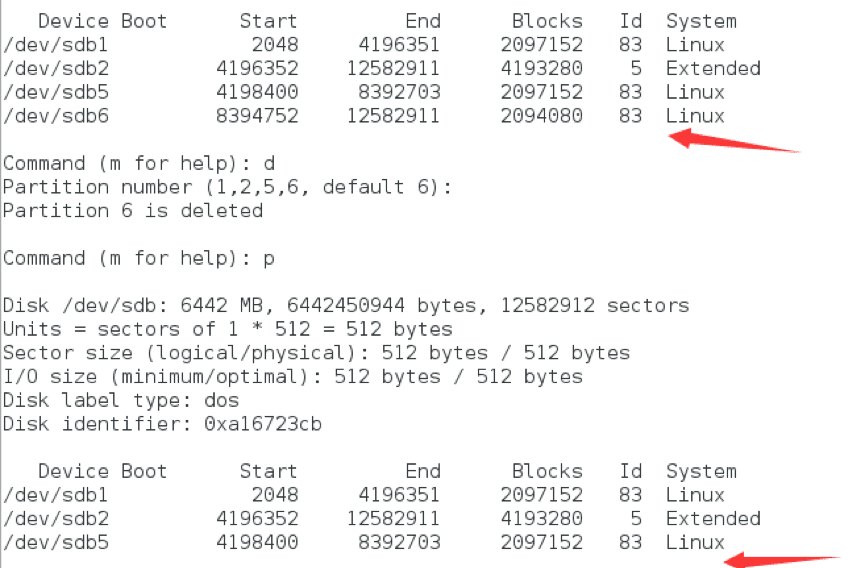 Device Boot Start End Blocks Id System
/dev/sdb1 2048 4196351 2097152 83 Linux
/dev/sdb2 4196352 12582911 4193280 5 Extended
/dev/sdb5 4198400 8392703 2097152 83 Linux
/dev/sdb6 8394752 12582911 2094080 83 Linux
Command (m for help): d
Partition number (1,2,5,6, default 6):
Partition 6 is deleted
Command (m for help): p
Disk /dev/sdb: 6442 MB, 6442450944 bytes, 12582912 sectors
Units = sectors of 1 * 512 = 512 bytes
Sector size (logical/physical): 512 bytes / 512 bytes
I/O size (minimum/optimal): 512 bytes / 512 bytes
Disk label type: dos
Disk identifier: 0xa16723cb
Device Boot Start End Blocks Id System
/dev/sdb1 2048 4196351 2097152 83 Linux
/dev/sdb2 4196352 12582911 4193280 5 Extended
/dev/sdb5 4198400 8392703 2097152 83 Linux